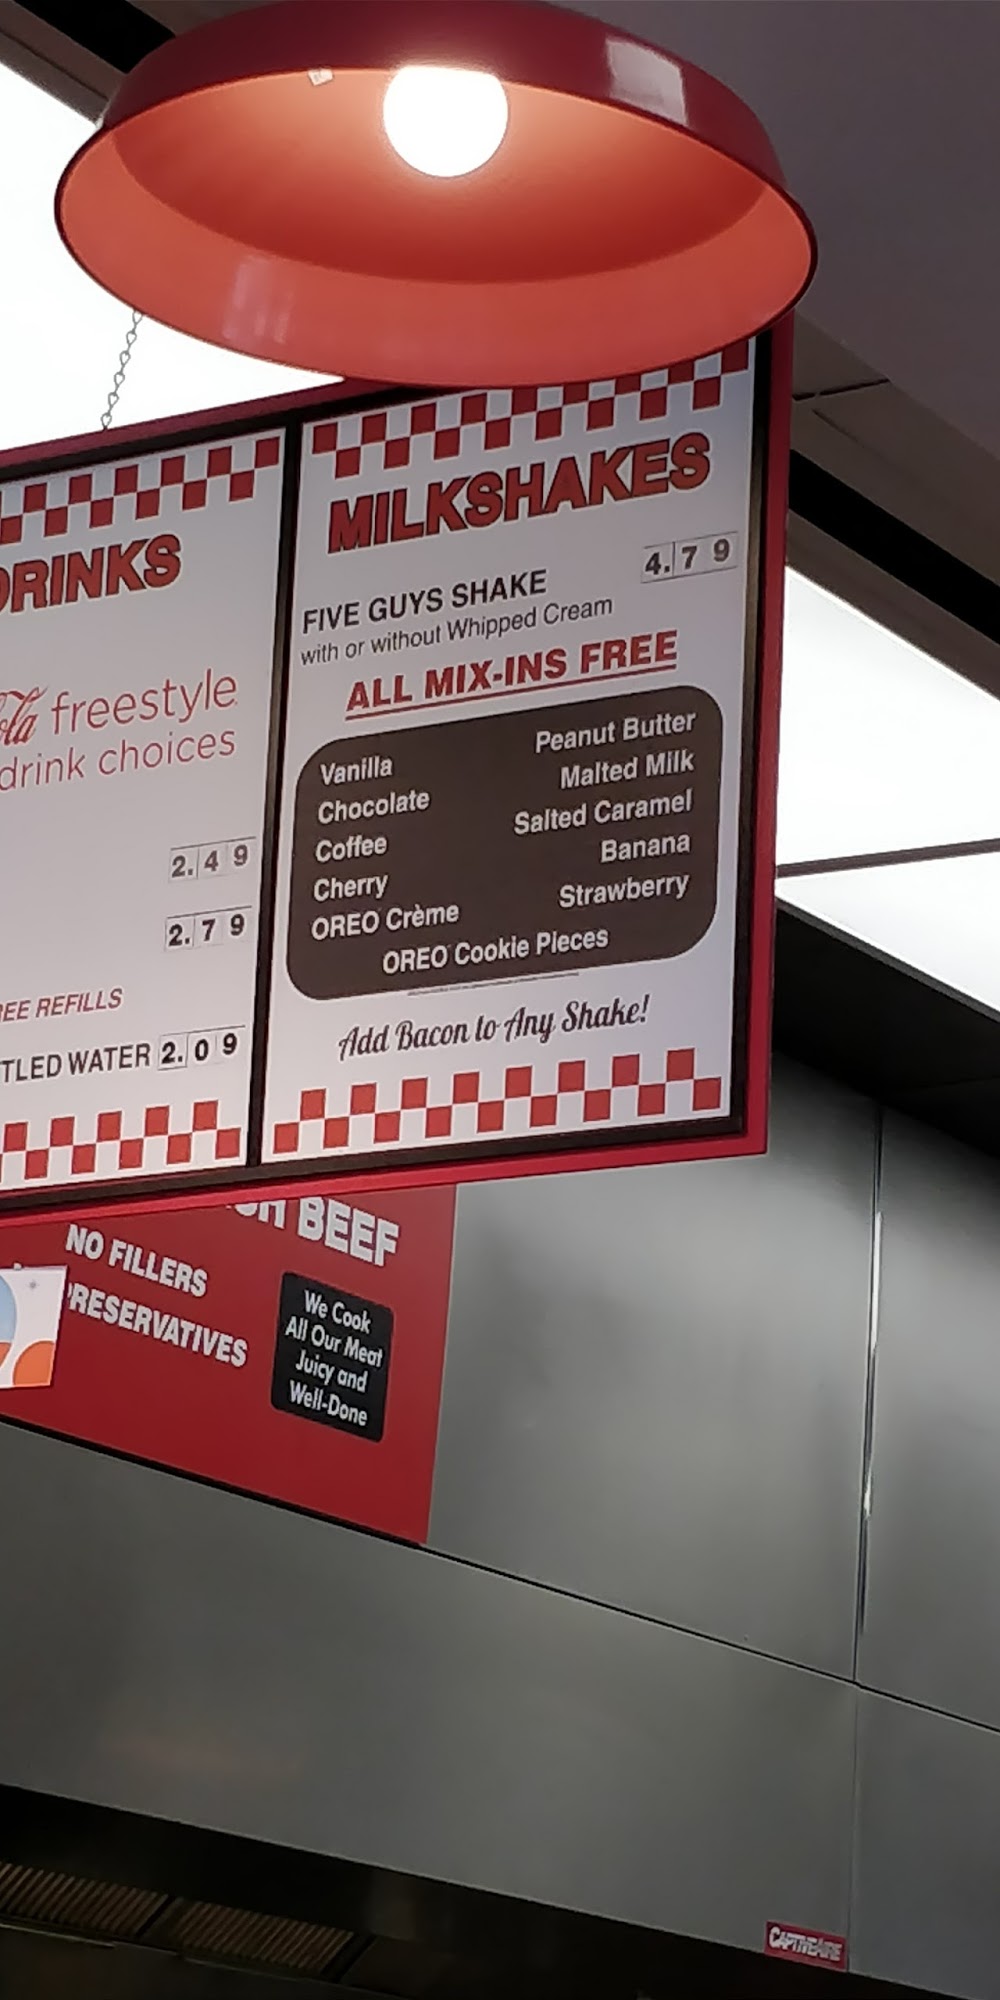 DRINKS
freestyle
drink choices
2.49
2.79
REFILLS
WATER 2.09
MILKSHAKES
4.79
FIVE GUYS SHAKE
with or without Whipped Cream
ALL MIX-INS FREE
Vanilla
Chocolate
Coffee
Cherry
OREO Crème
Peanut Butter
Malted Milk
Salted Caramel
Banana
Strawberry
OREO Cookie Pieces
Add Bacon to Any Shake!
BEEF
NO FILLERS
PRESERVATIVES
We Cook
All Our Meat
Juicy and
Well-Done
CAPTIVEAIRE